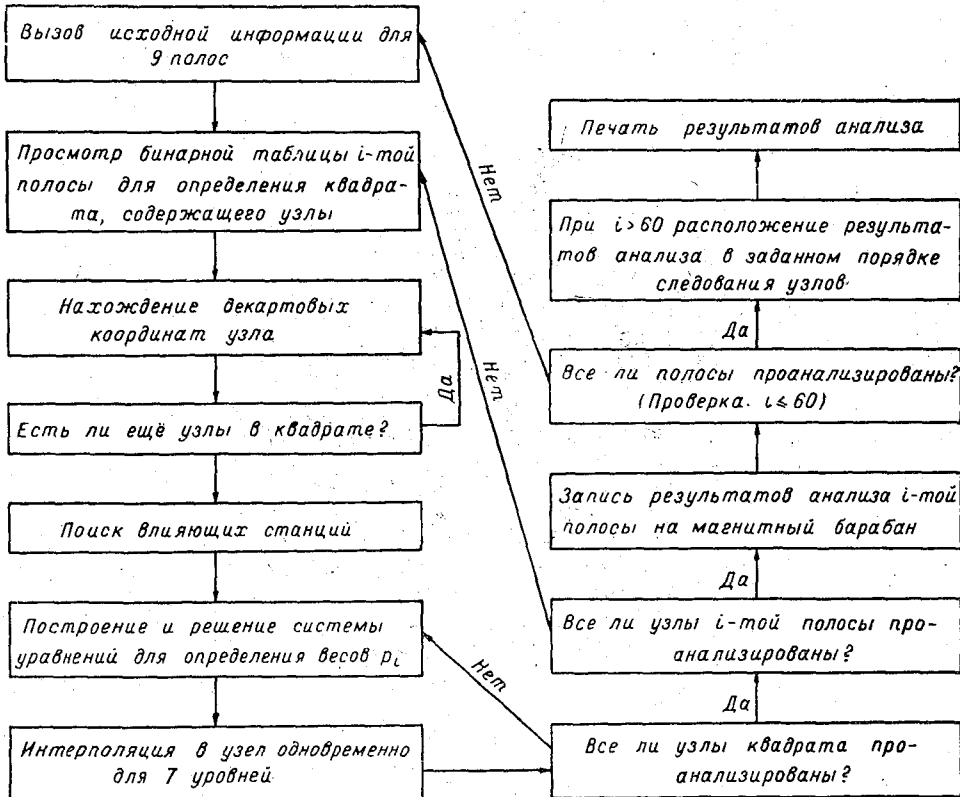 Вызов исходной информации для
9 полос
Просмотр бинарной таблицы i-той
полосы для определения квадра-
та, содержащего узлы
Нахождение декартовых
координат узла
Да
Есть ли ещё узлы в квадрате?
Поиск влияющих станций
Построение и решение системы
уравнений для определения весов pi
Интерполяция в узел одновременно
для 7 уровней
Нет
Нет
Нет
Печать результатов анализа
При i > 60 расположение результа-
тов анализа в заданном порядке
следования узлов
Да
Все ли полосы проанализированы?
(Проверка. i ≤ 60)
Запись результатов анализа i-той
полосы на магнитный барабан
Да
Все ли узлы i-той полосы про-
анализированы?
Да
Все ли узлы квадрата про-
анализированы?